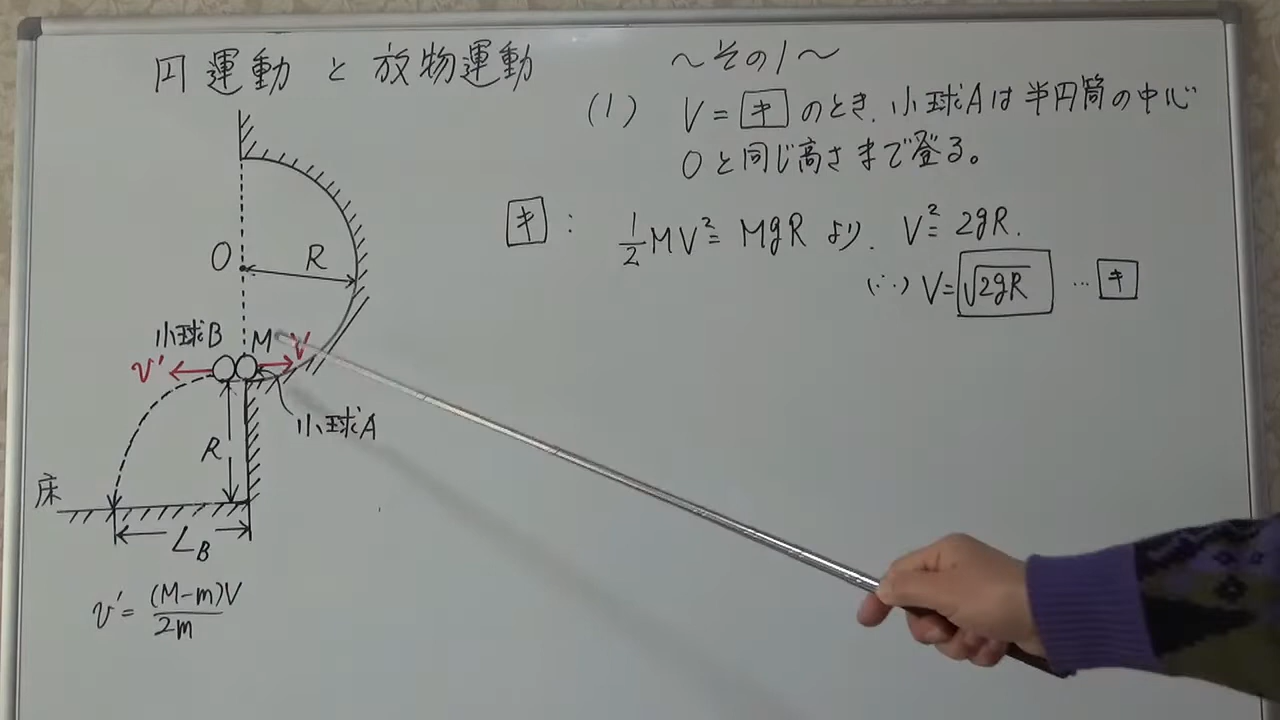 円運動と放物運動 ～その1～
(1) V=キのとき、小球Aは半円筒の中心
Oと同じ高さまで登る。
キ: 1/2 MV²=MgR より、V²=2gR.
(∵) V=√2gR …キ
O
R
小球B
M
V
v'
小球A
R
床
L_B
v'=(M-m)V/2m